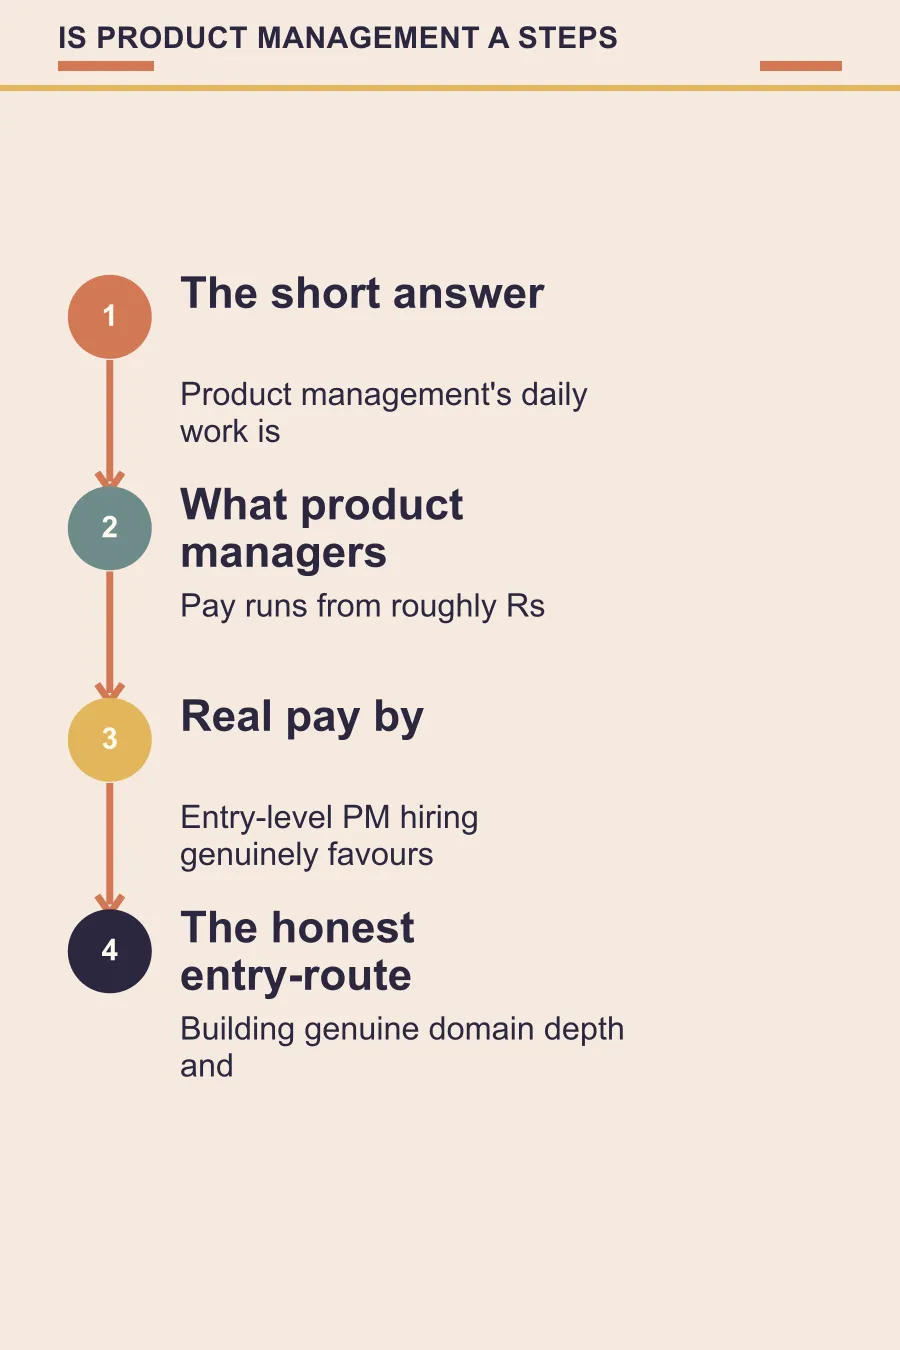 IS PRODUCT MANAGEMENT A STEPS
1
The short answer
Product management's daily
work is
2
What product
managers
Pay runs from roughly Rs
3
Real pay by
Entry-level PM hiring
genuinely favours
4
The honest
entry-route
Building genuine domain depth
and